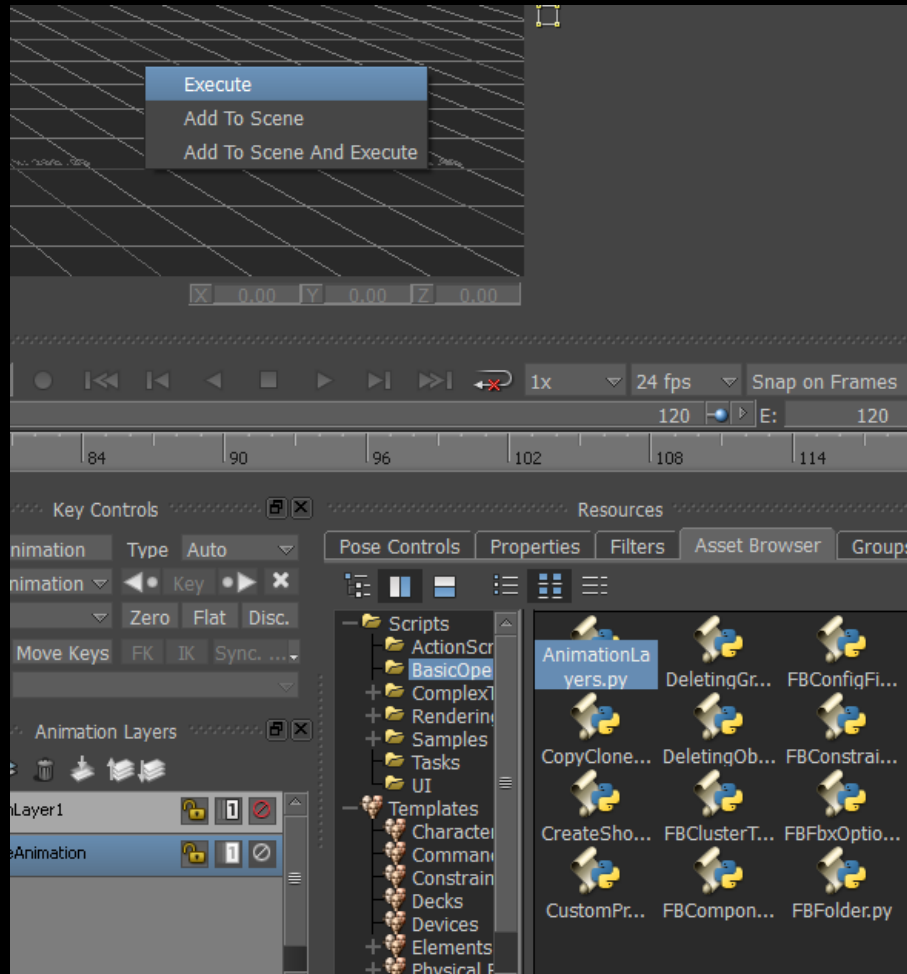 Execute
Add To Scene
Add To Scene And Execute
X 0.00 Y 0.00 Z 0.00
1x 24 fps Snap on Frames
120 E: 120
84 90 96 102 108 114
Key Controls
nimation Type Auto
nimation Key
Zero Flat Disc.
Move Keys FK IK Sync. ...
Animation Layers
nLayer1 1
eAnimation 1
Resources
Pose Controls Properties Filters Asset Browser Groups
Scripts
ActionScr
BasicOpe
ComplexT
Rendering
Samples
Tasks
UI
Templates
Character
Comman
Constrain
Decks
Devices
Elements
Physical P
AnimationLa
yers.py DeletingGr... FBConfigFi...
CopyClone... DeletingOb... FBConstrai...
CreateSho... FBClusterT... FBFbxOptio...
CustomPr... FBCompon... FBFolder.py